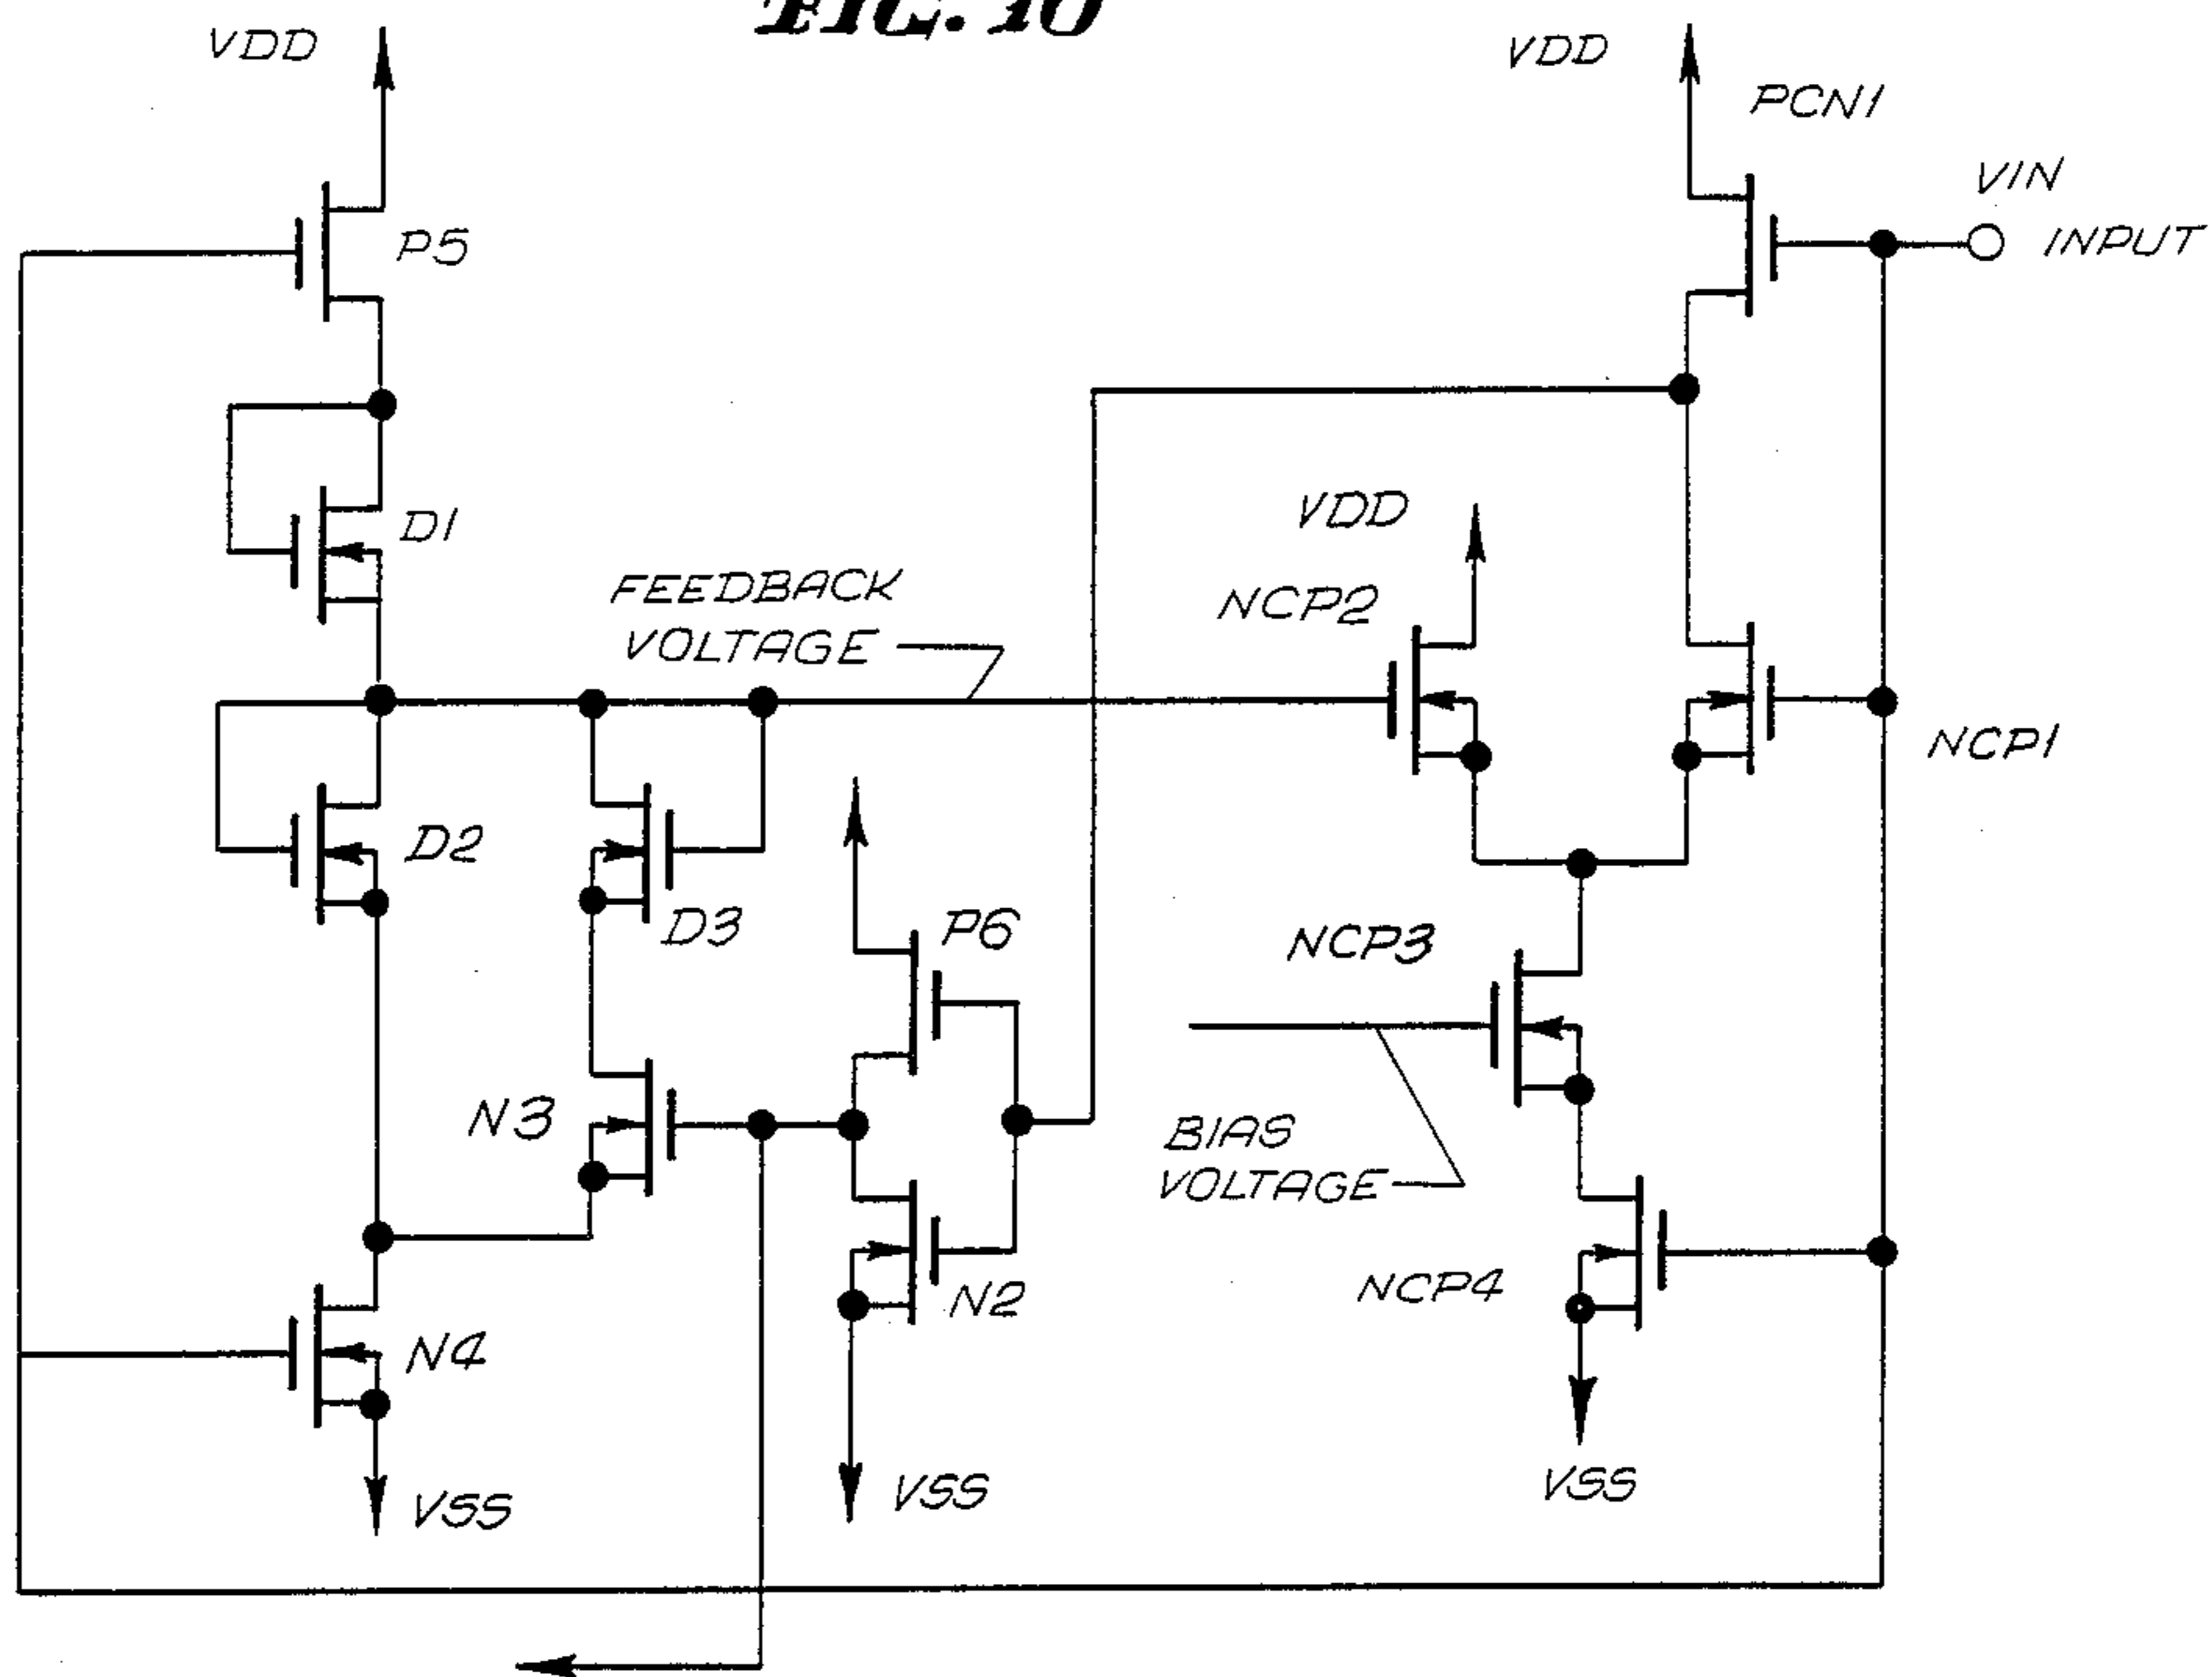 FIG. 10
VDD
VDD
PCN1
VIN
INPUT
P5
D1
VDD
FEEDBACK
VOLTAGE
NCP2
NCP1
D2
D3
P6
NCP3
N3
BIAS
VOLTAGE
N2
NCP4
N4
VSS
VSS
VSS